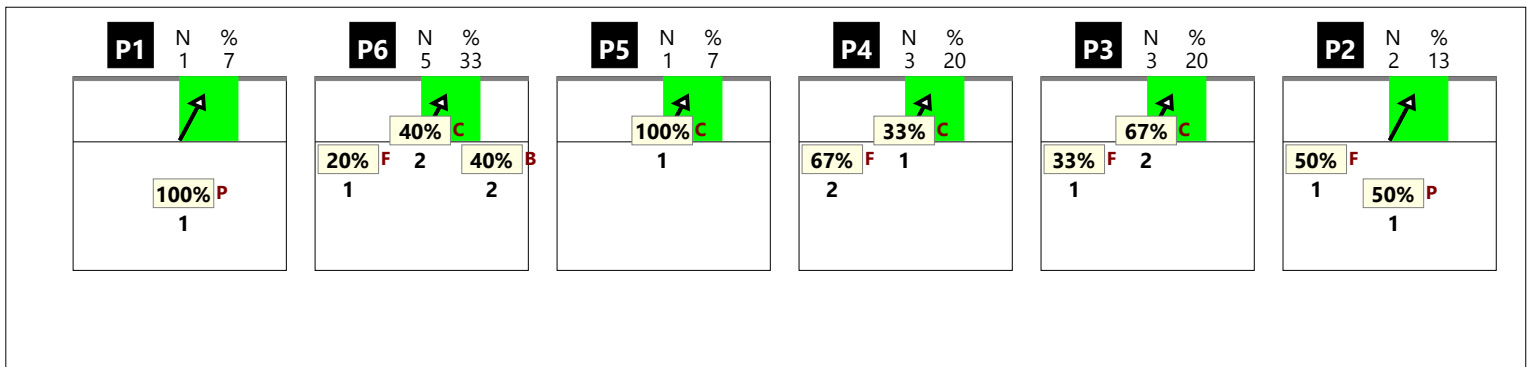 P1 N % P6 N % P5 N % P4 N % P3 N % P2 N %
1 7 5 33 1 7 3 20 3 20 2 13
40% C 100% C 33% C 67% C
20% F 2 40% B 1 67% F 1 33% F 2 50% F
1 2 2 1 1
100% P 50% P
1 1